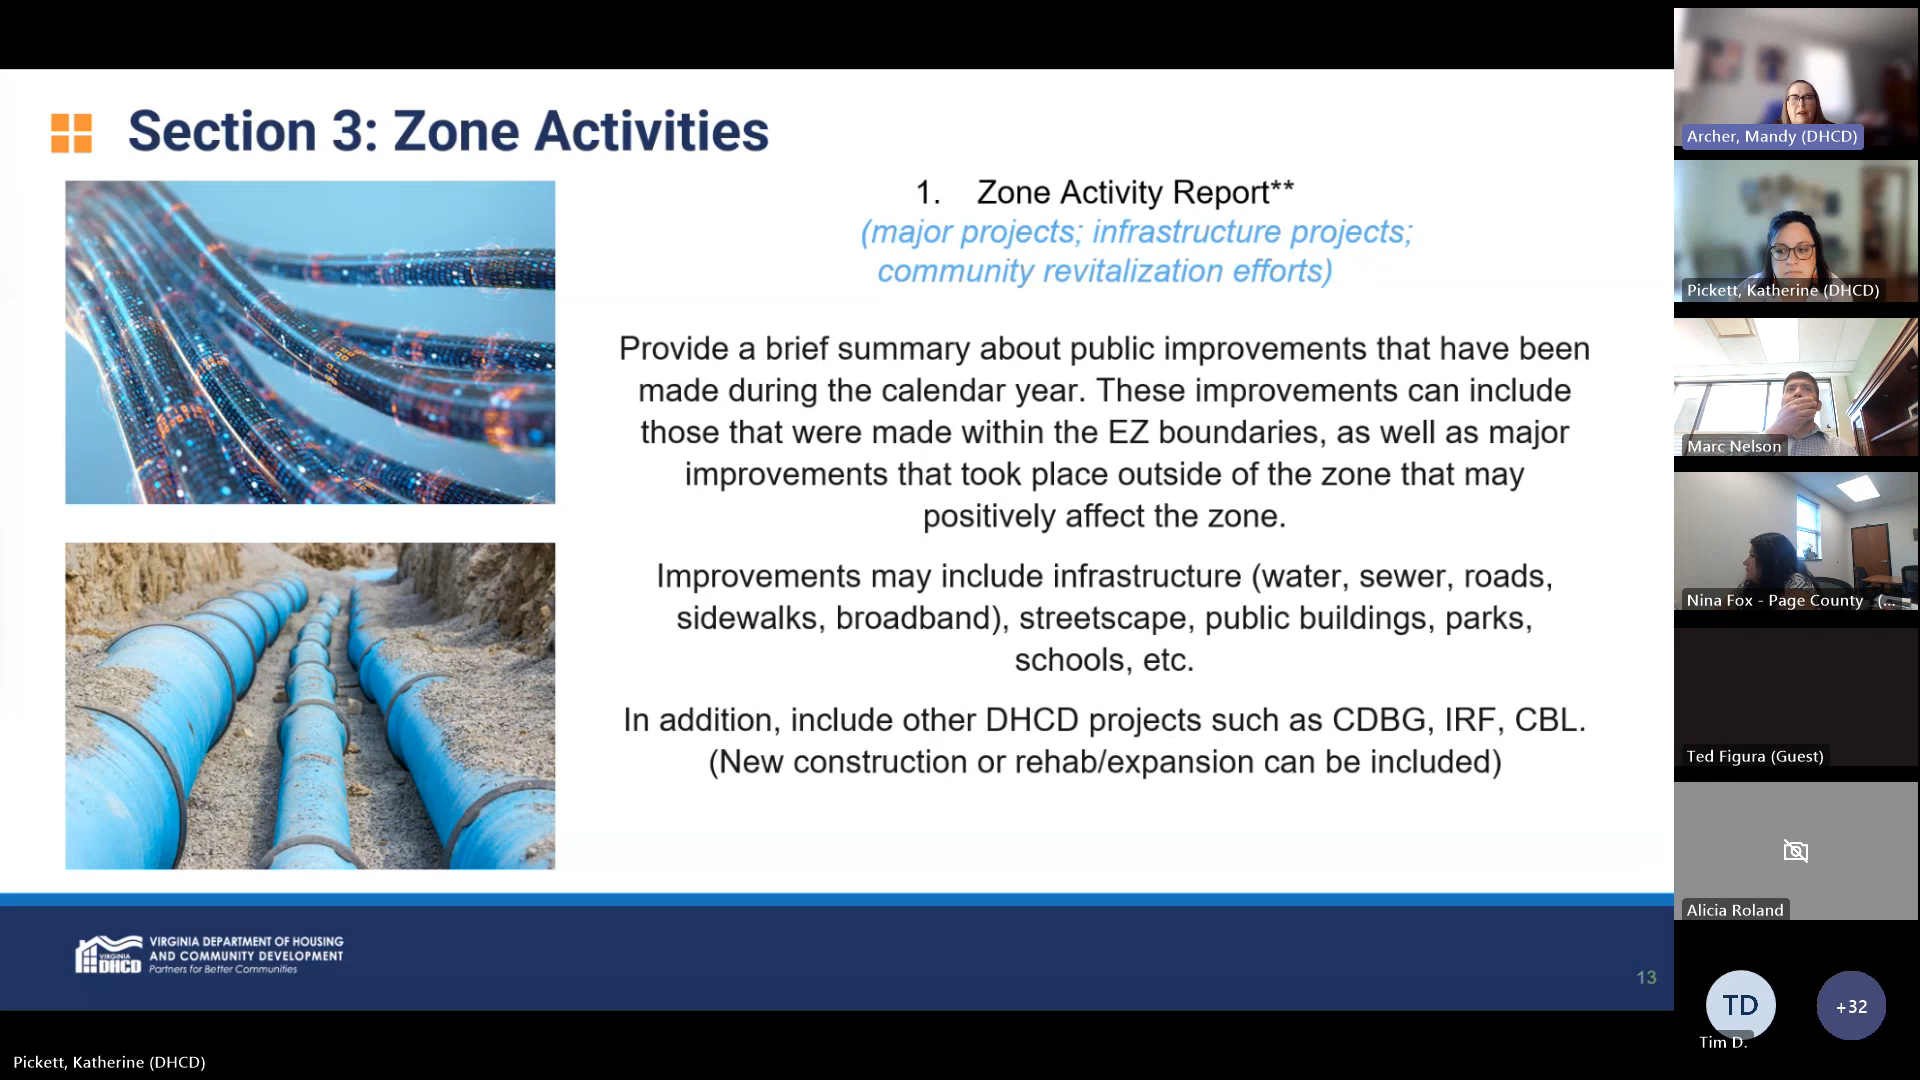 Section 3: Zone Activities
1. Zone Activity Report**
(major projects; infrastructure projects;
community revitalization efforts)
Provide a brief summary about public improvements that have been
made during the calendar year. These improvements can include
those that were made within the EZ boundaries, as well as major
improvements that took place outside of the zone that may
positively affect the zone.
Improvements may include infrastructure (water, sewer, roads,
sidewalks, broadband), streetscape, public buildings, parks,
schools, etc.
In addition, include other DHCD projects such as CDBG, IRF, CBL.
(New construction or rehab/expansion can be included)
VIRGINIA
DHCD
VIRGINIA DEPARTMENT OF HOUSING
AND COMMUNITY DEVELOPMENT
Partners for Better Communities
13
Pickett, Katherine (DHCD)
Archer, Mandy (DHCD)
Pickett, Katherine (DHCD)
Marc Nelson
Nina Fox - Page County (...
Ted Figura (Guest)
Alicia Roland
TD
Tim D.
+32